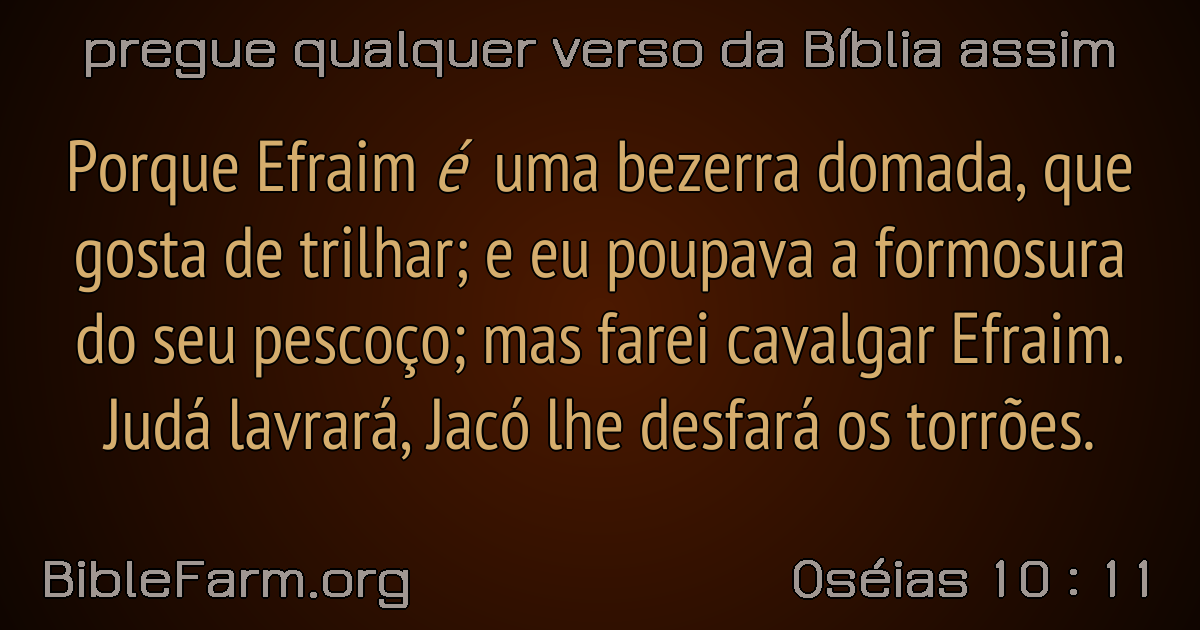 pregue qualquer verso da Bíblia assim
Porque Efraim é uma bezerra domada, que
gosta de trilhar; e eu poupava a formosura
do seu pescoço; mas farei cavalgar Efraim.
Judá lavrará, Jacó lhe desfará os torrões.
BibleFarm.org
Oséias 10 : 11